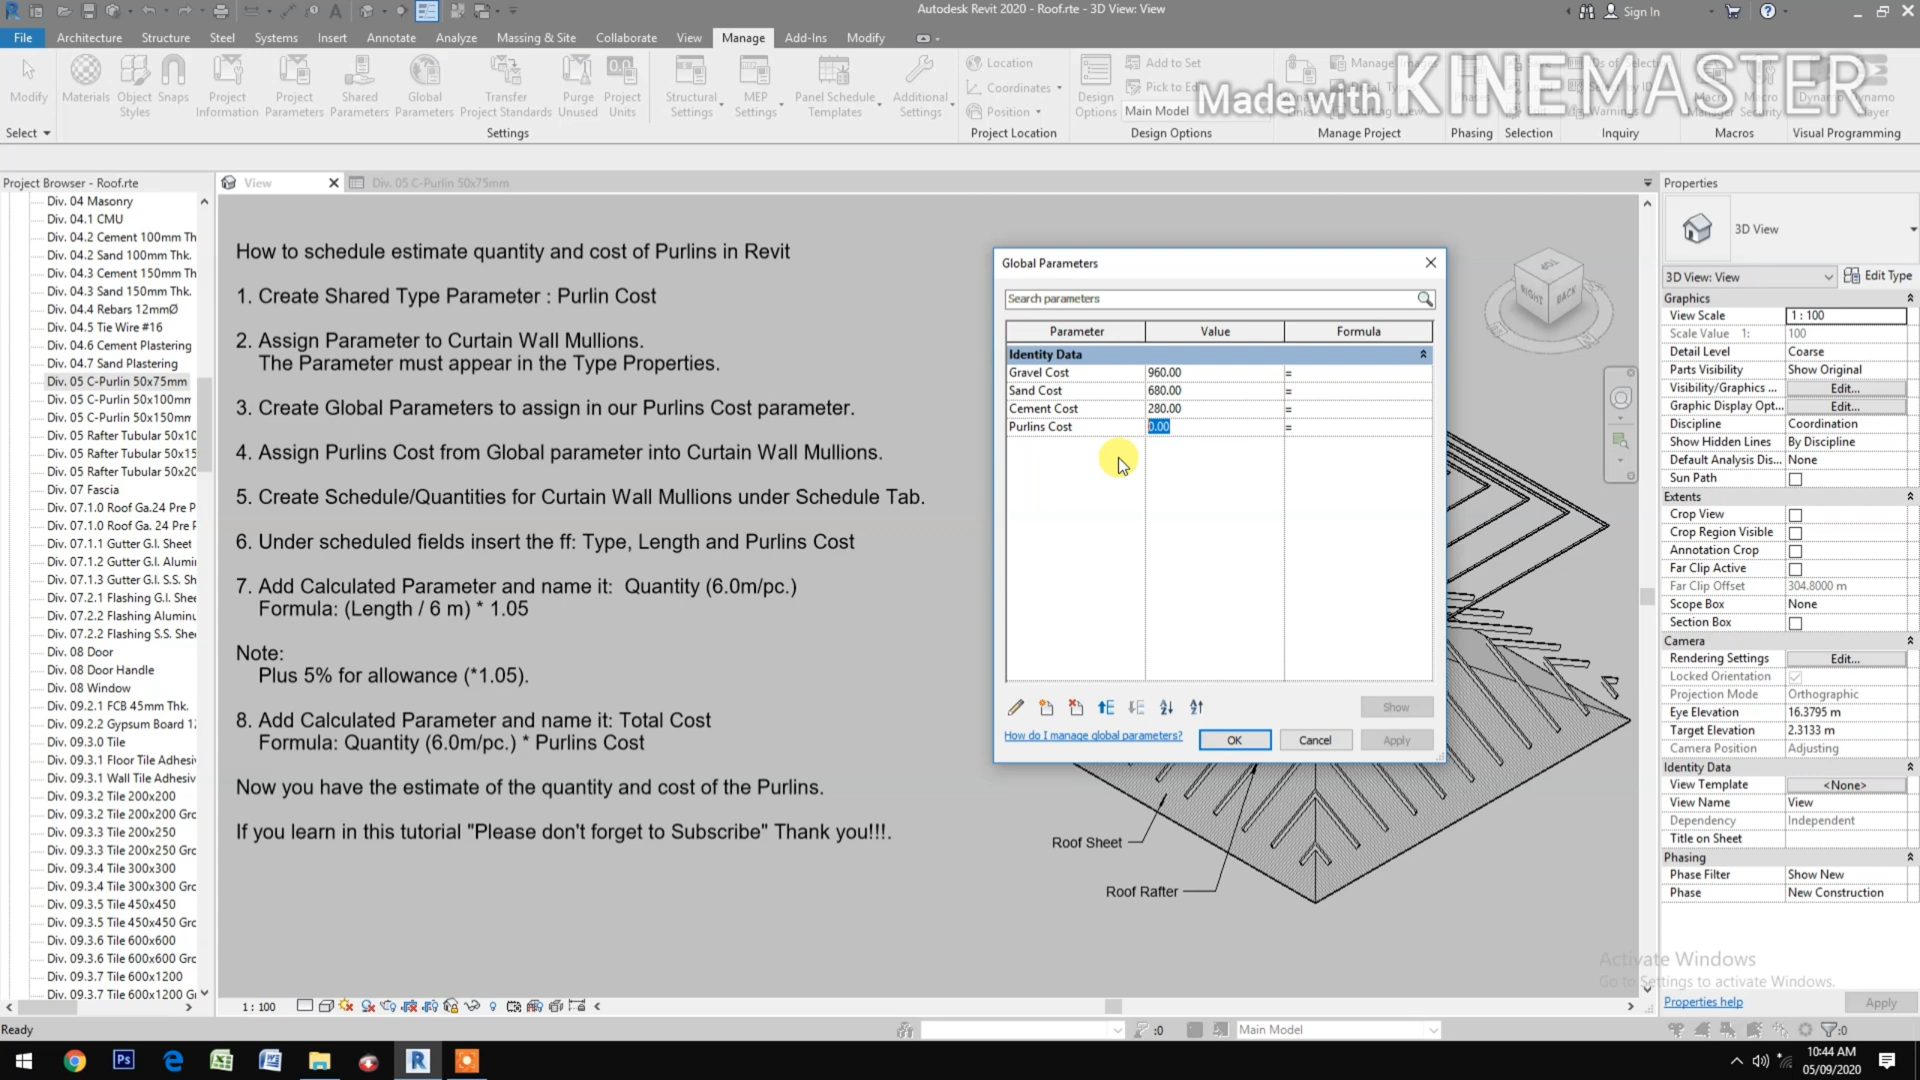 Autodesk Revit 2020 - Roof.rte - 3D View: View
Sign In
File Architecture Structure Steel Systems Insert Annotate Analyze Massing & Site Collaborate View Manage Add-Ins Modify
Modify
Materials
Object Styles
Snaps
Project Information
Project Parameters
Shared Parameters
Global Parameters
Transfer Project Standards
Purge Unused
Project Units
Structural Settings
MEP Settings
Panel Schedule Templates
Additional Settings
Location
Coordinates
Position
Design Options
Add to Set
Pick to Ed
Main Model
Made with KINEMASTER
Select
Settings
Project Location
Design Options
Manage Project
Phasing
Selection
Inquiry
Macros
Visual Programming
Project Browser - Roof.rte
Div. 04 Masonry
Div. 04.1 CMU
Div. 04.2 Cement 100mm Th
Div. 04.2 Sand 100mm Thk.
Div. 04.3 Cement 150mm Th
Div. 04.3 Sand 150mm Thk.
Div. 04.4 Rebars 12mmØ
Div. 04.5 Tie Wire #16
Div. 04.6 Cement Plastering
Div. 04.7 Sand Plastering
Div. 05 C-Purlin 50x75mm
Div. 05 C-Purlin 50x100mm
Div. 05 C-Purlin 50x150mm
Div. 05 Rafter Tubular 50x10
Div. 05 Rafter Tubular 50x15
Div. 05 Rafter Tubular 50x20
Div. 07 Fascia
Div. 07.1.0 Roof Ga.24 Pre P
Div. 07.1.0 Roof Ga. 24 Pre P
Div. 07.1.1 Gutter G.I. Sheet
Div. 07.1.2 Gutter G.I. Alumin
Div. 07.1.3 Gutter G.I. S.S. Sh
Div. 07.2.1 Flashing G.I. Shee
Div. 07.2.2 Flashing Aluminu
Div. 07.2.2 Flashing S.S. Shee
Div. 08 Door
Div. 08 Door Handle
Div. 08 Window
Div. 09.2.1 FCB 45mm Thk.
Div. 09.2.2 Gypsum Board 12
Div. 09.3.0 Tile
Div. 09.3.1 Floor Tile Adhesi
Div. 09.3.1 Wall Tile Adhesiv
Div. 09.3.2 Tile 200x200
Div. 09.3.2 Tile 200x200 Grc
Div. 09.3.3 Tile 200x250
Div. 09.3.3 Tile 200x250 Grc
Div. 09.3.4 Tile 300x300
Div. 09.3.4 Tile 300x300 Grc
Div. 09.3.5 Tile 450x450
Div. 09.3.5 Tile 450x450 Grc
Div. 09.3.6 Tile 600x600
Div. 09.3.6 Tile 600x600 Grc
Div. 09.3.7 Tile 600x1200
Div. 09.3.7 Tile 600x1200 Gr
View
Div. 05 C-Purlin 50x75mm
How to schedule estimate quantity and cost of Purlins in Revit
1. Create Shared Type Parameter : Purlin Cost
2. Assign Parameter to Curtain Wall Mullions.
The Parameter must appear in the Type Properties.
3. Create Global Parameters to assign in our Purlins Cost parameter.
4. Assign Purlins Cost from Global parameter into Curtain Wall Mullions.
5. Create Schedule/Quantities for Curtain Wall Mullions under Schedule Tab.
6. Under scheduled fields insert the ff: Type, Length and Purlins Cost
7. Add Calculated Parameter and name it: Quantity (6.0m/pc.)
Formula: (Length / 6 m) * 1.05
Note:
Plus 5% for allowance (*1.05).
8. Add Calculated Parameter and name it: Total Cost
Formula: Quantity (6.0m/pc.) * Purlins Cost
Now you have the estimate of the quantity and cost of the Purlins.
If you learn in this tutorial "Please don't forget to Subscribe" Thank you!!!.
Global Parameters
Search parameters
Parameter Value Formula
Identity Data
Gravel Cost 960.00 =
Sand Cost 680.00 =
Cement Cost 280.00 =
Purlins Cost 0.00 =
Show
How do I manage global parameters?
OK Cancel Apply
Roof Sheet
Roof Rafter
TOP
RIGHT
BACK
Properties
3D View
3D View: View Edit Type
Graphics
View Scale 1 : 100
Scale Value 1: 100
Detail Level Coarse
Parts Visibility Show Original
Visibility/Graphics ... Edit...
Graphic Display Opt... Edit...
Discipline Coordination
Show Hidden Lines By Discipline
Default Analysis Dis... None
Sun Path
Extents
Crop View
Crop Region Visible
Annotation Crop
Far Clip Active
Far Clip Offset 304.8000 m
Scope Box None
Section Box
Camera
Rendering Settings Edit...
Locked Orientation
Projection Mode Orthographic
Eye Elevation 16.3795 m
Target Elevation 2.3133 m
Camera Position Adjusting
Identity Data
View Template <None>
View Name View
Dependency Independent
Title on Sheet
Phasing
Phase Filter Show New
Phase New Construction
Activate Windows
Go to Settings to activate Windows.
Properties help Apply
1 : 100
Ready
:0
Main Model
:0
10:44 AM
05/09/2020